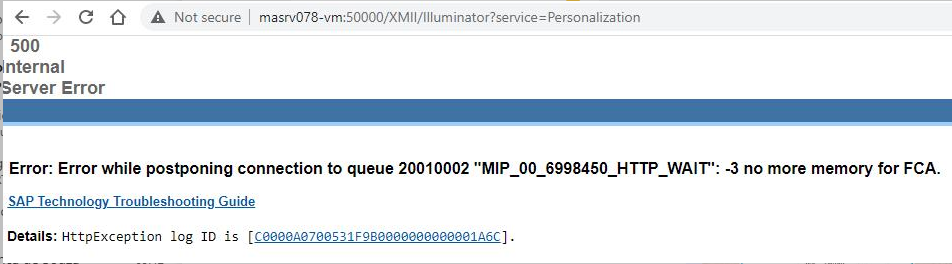 Not secure | masrv078-vm:50000/XMII/Illuminator?service=Personalization
500
Internal
Server Error
Error: Error while postponing connection to queue 20010002 "MIP_00_6998450_HTTP_WAIT": -3 no more memory for FCA.
SAP Technology Troubleshooting Guide
Details: HttpException log ID is [C0000A0700531F9B0000000000001A6C].